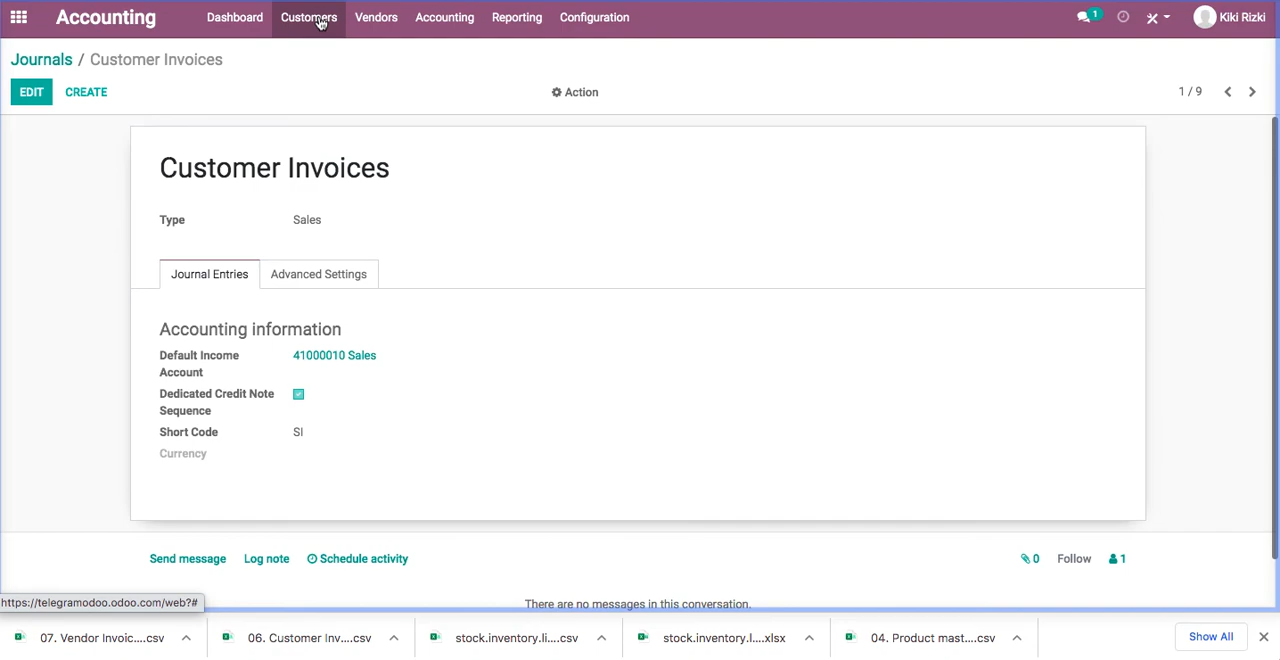 Accounting Dashboard Customers Vendors Accounting Reporting Configuration 1 Kiki Rizki
Journals / Customer Invoices
EDIT CREATE Action 1 / 9
Customer Invoices
Type Sales
Journal Entries Advanced Settings
Accounting information
Default Income Account 41000010 Sales
Dedicated Credit Note Sequence
Short Code SI
Currency
Send message Log note Schedule activity 0 Follow 1
https://telegramodoo.odoo.com/web?#
There are no messages in this conversation.
07. Vendor Invoic....csv 06. Customer Inv....csv stock.inventory.li....csv stock.inventory.l....xlsx 04. Product mast....csv Show All